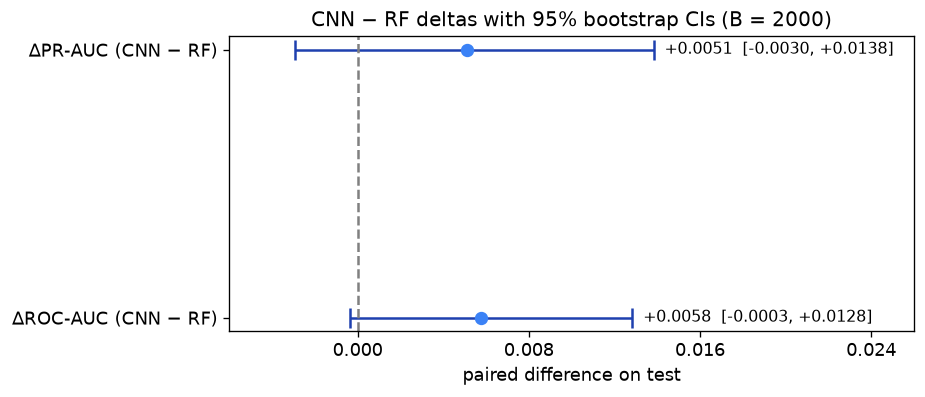 CNN − RF deltas with 95% bootstrap CIs (B = 2000)
ΔPR-AUC (CNN − RF)
+0.0051 [-0.0030, +0.0138]
ΔROC-AUC (CNN − RF)
+0.0058 [-0.0003, +0.0128]
0.000 0.008 0.016 0.024
paired difference on test